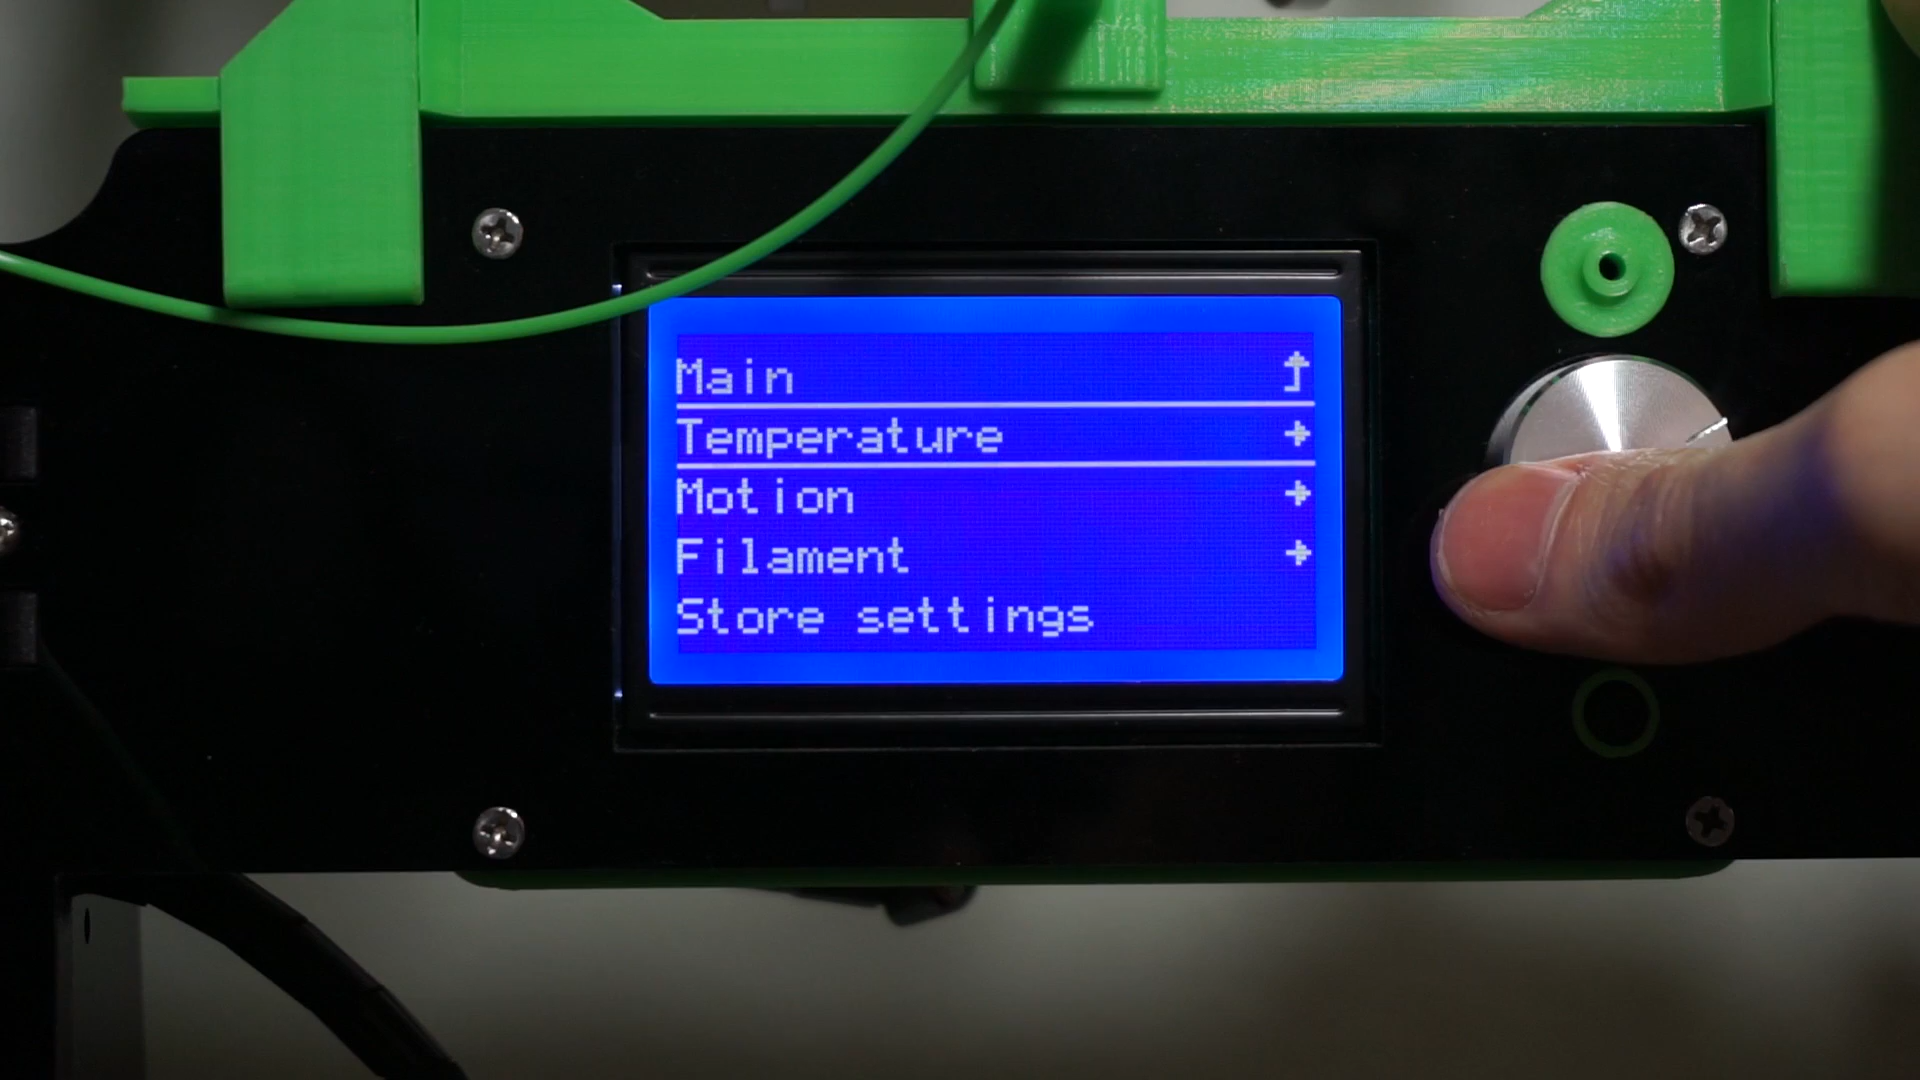 Main
Temperature
Motion
Filament
Store settings